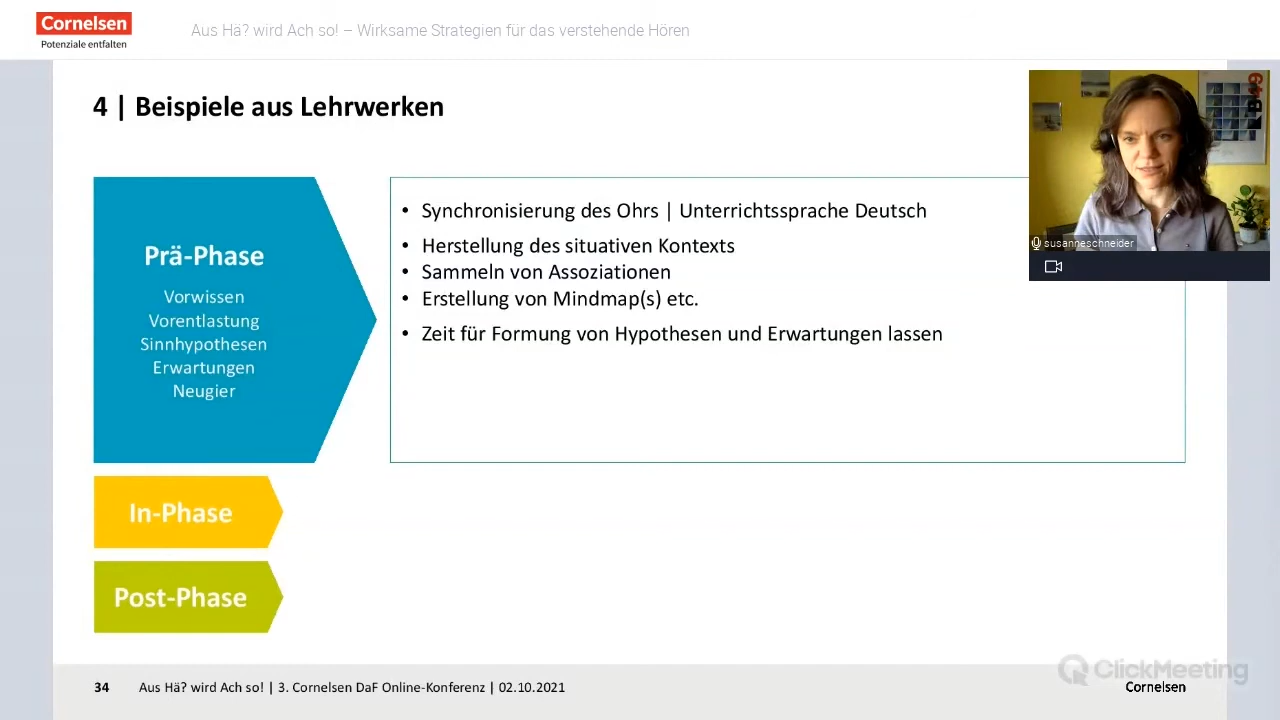 Cornelsen
Potenziale entfalten
Aus Hä? wird Ach so! – Wirksame Strategien für das verstehende Hören
4 | Beispiele aus Lehrwerken
susanneschneider
Prä-Phase
Vorwissen
Vorentlastung
Sinnhypothesen
Erwartungen
Neugier
• Synchronisierung des Ohrs | Unterrichtssprache Deutsch
• Herstellung des situativen Kontexts
• Sammeln von Assoziationen
• Erstellung von Mindmap(s) etc.
• Zeit für Formung von Hypothesen und Erwartungen lassen
In-Phase
Post-Phase
ClickMeeting
34 Aus Hä? wird Ach so! | 3. Cornelsen DaF Online-Konferenz | 02.10.2021
Cornelsen